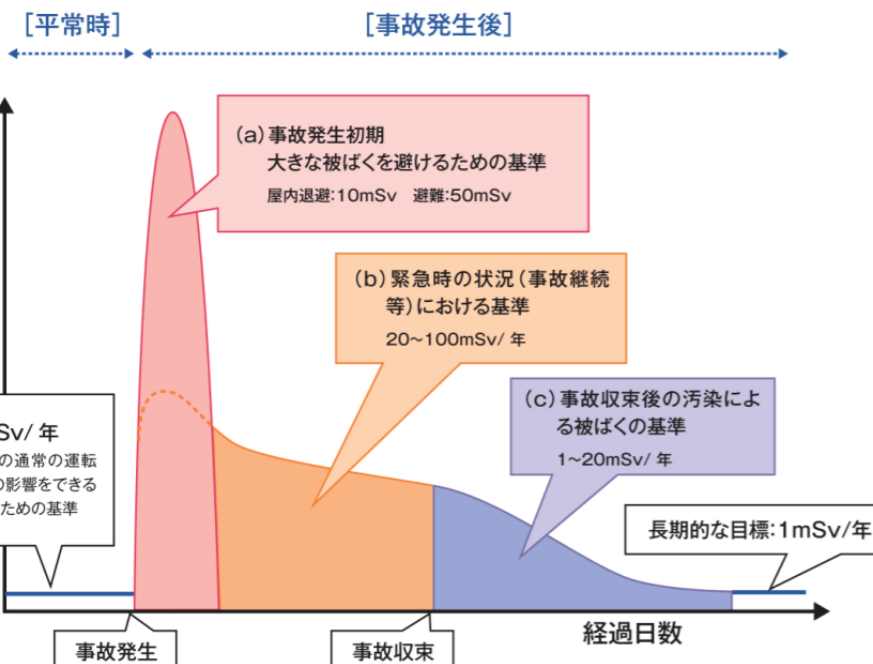 [平常時]
[事故発生後]
(a)事故発生初期
大きな被ばくを避けるための基準
屋内退避:10mSv 避難:50mSv
(b)緊急時の状況(事故継続
等)における基準
20~100mSv/年
(c)事故収束後の汚染によ
る被ばくの基準
1~20mSv/年
Sv/年
の通常の運転
の影響をできる
ための基準
長期的な目標:1mSv/年
事故発生
事故収束
経過日数